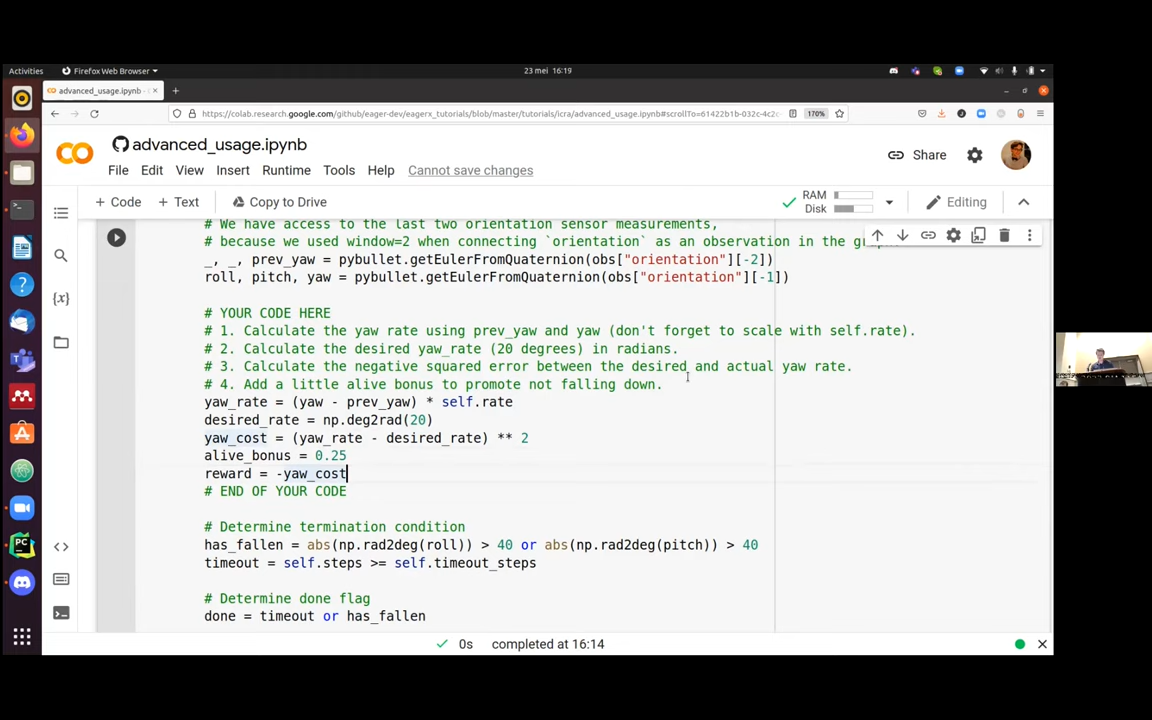 Activities
Firefox Web Browser
23 mei 16:19
advanced_usage.ipynb
https://colab.research.google.com/github/eager-dev/eagerx_tutorials/blob/master/tutorials/icra/advanced_usage.ipynb#scrollTo=61422b1b-032c-4c2c-
170%
CO
advanced_usage.ipynb
Share
File Edit View Insert Runtime Tools Help Cannot save changes
+ Code + Text Copy to Drive
RAM
Disk
Editing
# We have access to the last two orientation sensor measurements,
# because we used window=2 when connecting `orientation` as an observation in the
_, _, prev_yaw = pybullet.getEulerFromQuaternion(obs["orientation"][-2])
roll, pitch, yaw = pybullet.getEulerFromQuaternion(obs["orientation"][-1])
# YOUR CODE HERE
# 1. Calculate the yaw rate using prev_yaw and yaw (don't forget to scale with self.rate).
# 2. Calculate the desired yaw_rate (20 degrees) in radians.
# 3. Calculate the negative squared error between the desired and actual yaw rate.
# 4. Add a little alive bonus to promote not falling down.
yaw_rate = (yaw - prev_yaw) * self.rate
desired_rate = np.deg2rad(20)
yaw_cost = (yaw_rate - desired_rate) ** 2
alive_bonus = 0.25
reward = -yaw_cost
# END OF YOUR CODE
# Determine termination condition
has_fallen = abs(np.rad2deg(roll)) > 40 or abs(np.rad2deg(pitch)) > 40
timeout = self.steps >= self.timeout_steps
# Determine done flag
done = timeout or has_fallen
0s completed at 16:14